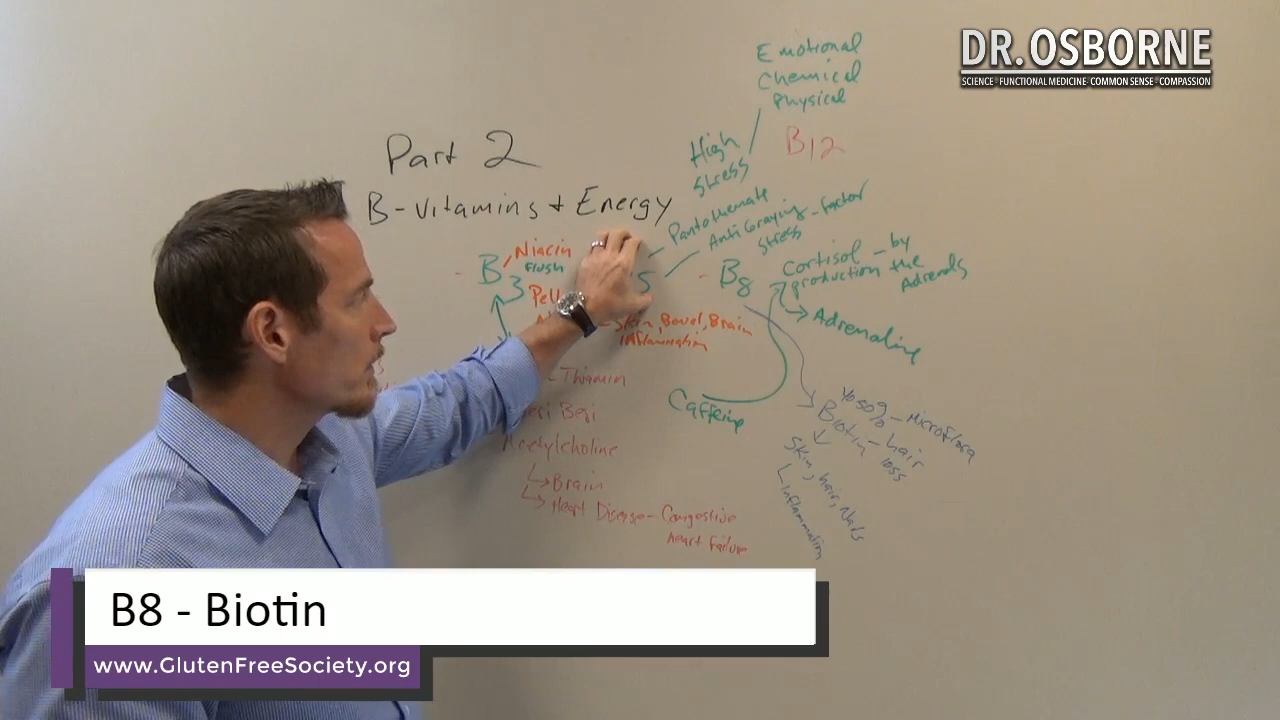 DR. OSBORNE
SCIENCE - FUNCTIONAL MEDICINE - COMMON SENSE - COMPASSION
Emotional
Chemical
Physical
High
Stress
B12
Part 2
B-Vitamins + Energy
Pantothenate
Anti Graying - factor
Stress
B3
Niacin
Flush
Pell
5
Skin, Bowel, Brain
Inflammation
B8
Cortisol - by
production the
Adrenals
Adrenaline
Caffeine
- Thiamin
Beri Beri
Acetylcholine
Brain
Heart Disease - Congestive
Heart Failure
Microflora
Biotin - hair
loss
Skin, hair, Nails
Inflammation
B8 - Biotin
www.GlutenFreeSociety.org